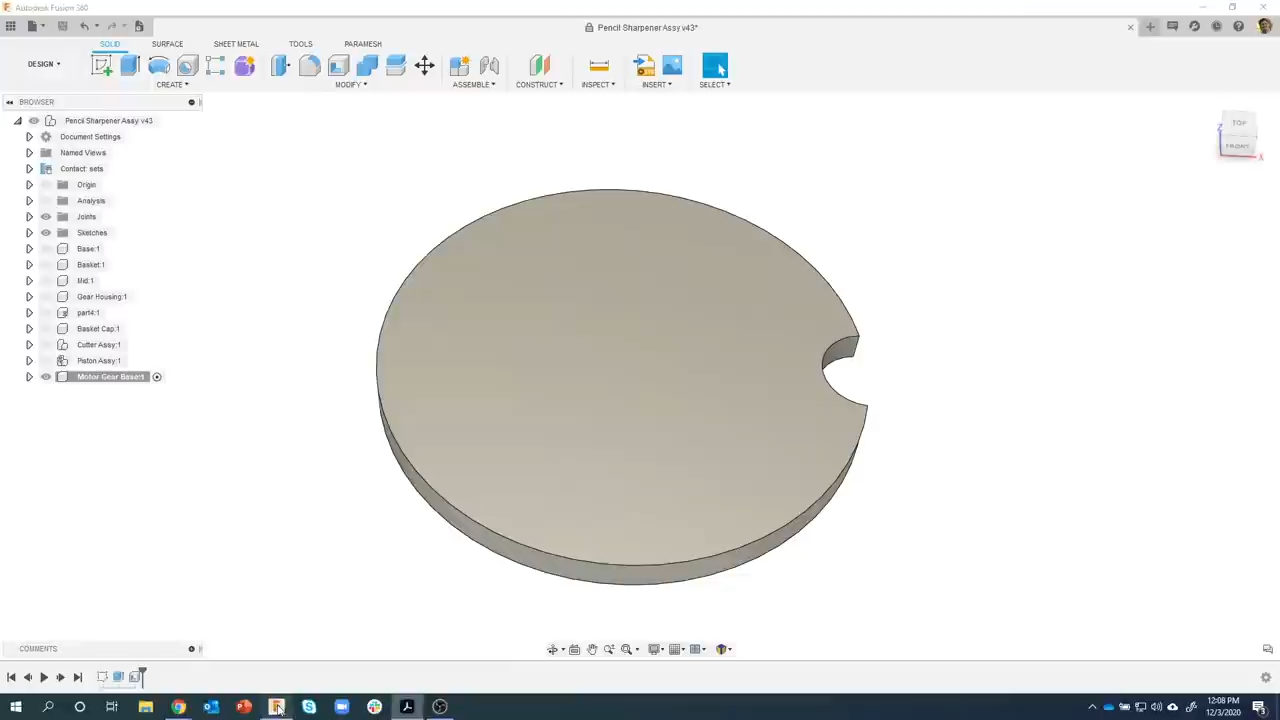 Autodesk Fusion 360
Pencil Sharpener Assy v43*
DESIGN
SOLID SURFACE SHEET METAL TOOLS PARAMESH
CREATE MODIFY ASSEMBLE CONSTRUCT INSPECT INSERT SELECT
BROWSER
Pencil Sharpener Assy v43
Document Settings
Named Views
Contact: sets
Origin
Analysis
Joints
Sketches
Base:1
Basket:1
Mid:1
Gear Housing:1
part4:1
Basket Cap:1
Cutter Assy:1
Piston Assy:1
Motor Gear Base:1
TOP
FRONT
Z
X
COMMENTS
12:08 PM
12/3/2020